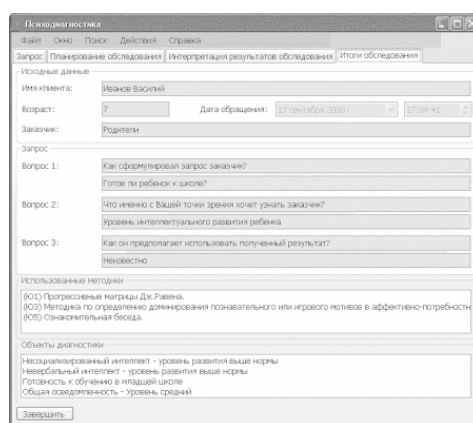 Психодиагностика
Файл Окно Поиск Действия Справка
Запрос Планирование обследования Интерпретация результатов обследования Итоги обследования
Исходные данные
Имя клиента: Иванов Василий
Возраст: 7 Дата обращения: 17 сентября 2008 г. 17:34:41
Заказчик: Родители
Запрос
Вопрос 1: Как сформулировал запрос заказчик?
Готов ли ребенок к школе?
Вопрос 2: Что именно с Вашей точки зрения хочет узнать заказчик?
Уровень интеллектуального развития ребенка
Вопрос 3: Как он предполагает использовать полученный результат?
Неизвестно
Использованные методики
(Ю1) Прогрессивные матрицы Дж.Равена.
(Ю3) Методика по определению доминирования познавательного или игрового мотивов в аффективно-потребностн
(Ю5) Ознакомительная беседа.
Объекты диагностики
Несоциализированный интеллект - уровень развития выше нормы
Невербальный интеллект - уровень развития выше нормы
Готовность к обучению в младшей школе
Общая осведомленность - Уровень средний
Завершить